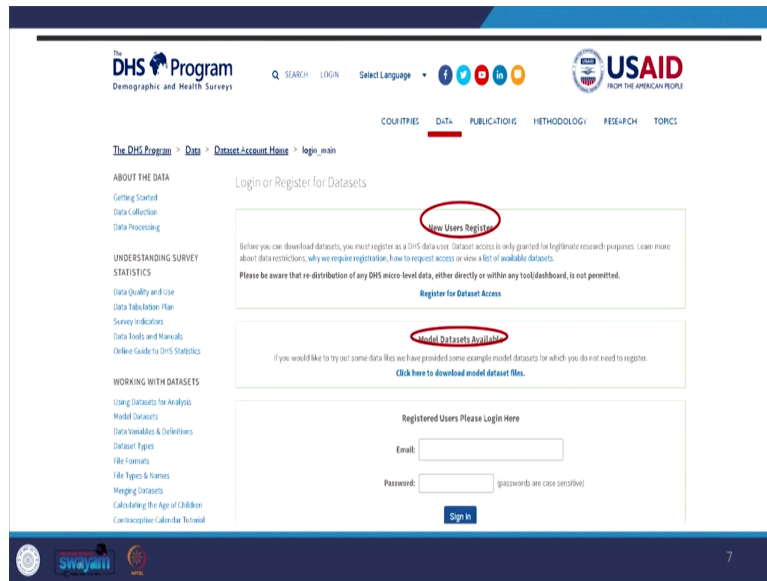 The
DHS Program
Demographic and Health Surveys
SEARCH LOGIN Select Language
USAID
FROM THE AMERICAN PEOPLE
COUNTRIES DATA PUBLICATIONS METHODOLOGY RESEARCH TOPICS
The DHS Program > Data > Dataset Account Home > login_main
ABOUT THE DATA
Getting Started
Data Collection
Data Processing
UNDERSTANDING SURVEY
STATISTICS
Data Quality and Use
Data Tabulation Plan
Survey Indicators
Data Tools and Manuals
Online Guide to DHS Statistics
WORKING WITH DATASETS
Using Datasets for Analysis
Model Datasets
Data Variables & Definitions
Dataset Types
File Formats
File Types & Names
Merging Datasets
Calculating the Age of Children
Contraceptive Calendar Tutorial
Login or Register for Datasets
New Users Register
Before you can download datasets, you must register as a DHS data user. Dataset access is only granted for legitimate research purposes. Learn more
about data restrictions, why we require registration, how to request access or view a list of available datasets.
Please be aware that re-distribution of any DHS micro-level data, either directly or within any tool/dashboard, is not permitted.
Register for Dataset Access
Model Datasets Available
If you would like to try out some data files we have provided some example model datasets for which you do not need to register.
Click here to download model dataset files.
Registered Users Please Login Here
Email:
Password: (passwords are case sensitive)
Sign In
swayam
7